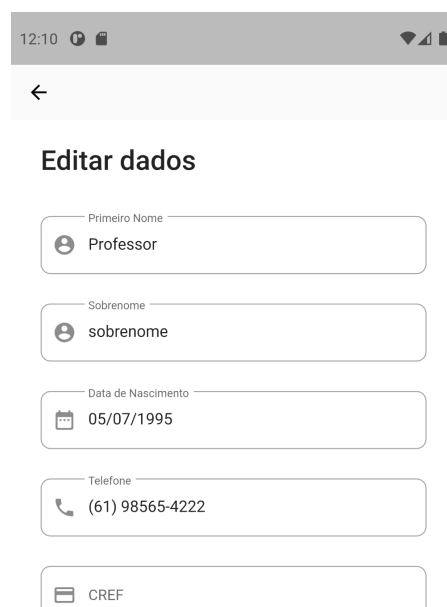 12:10
Editar dados
Primeiro Nome
Professor
Sobrenome
sobrenome
Data de Nascimento
05/07/1995
Telefone
(61) 98565-4222
CREF